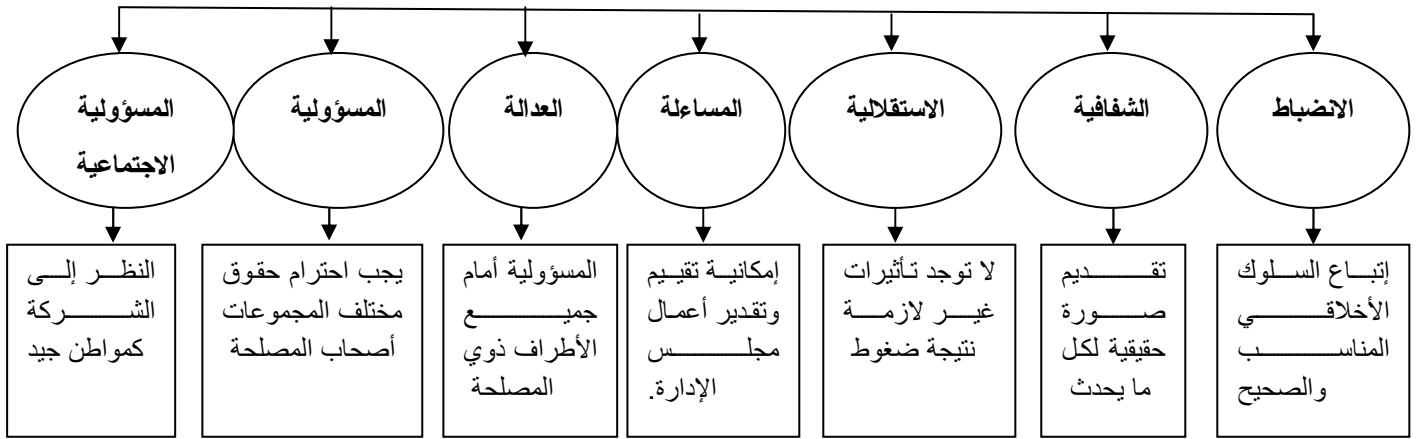 الانضباط
الشفافية
الاستقلالية
المساءلة
العدالة
المسؤولية
المسؤولية
الاجتماعية
إتباع السلوك
الأخلاقي
المناسب
والصحيح
تقديم
صورة
حقيقية لكل
ما يحدث
لا توجد تأثيرات
غير لازمة
نتيجة ضغوط
إمكانية تقييم
وتقدير أعمال
مجلس
الإدارة.
المسؤولية أمام
جميع
الأطراف ذوي
المصلحة
يجب احترام حقوق
مختلف المجموعات
أصحاب المصلحة
النظر إلى
الشركة
كمواطن جيد